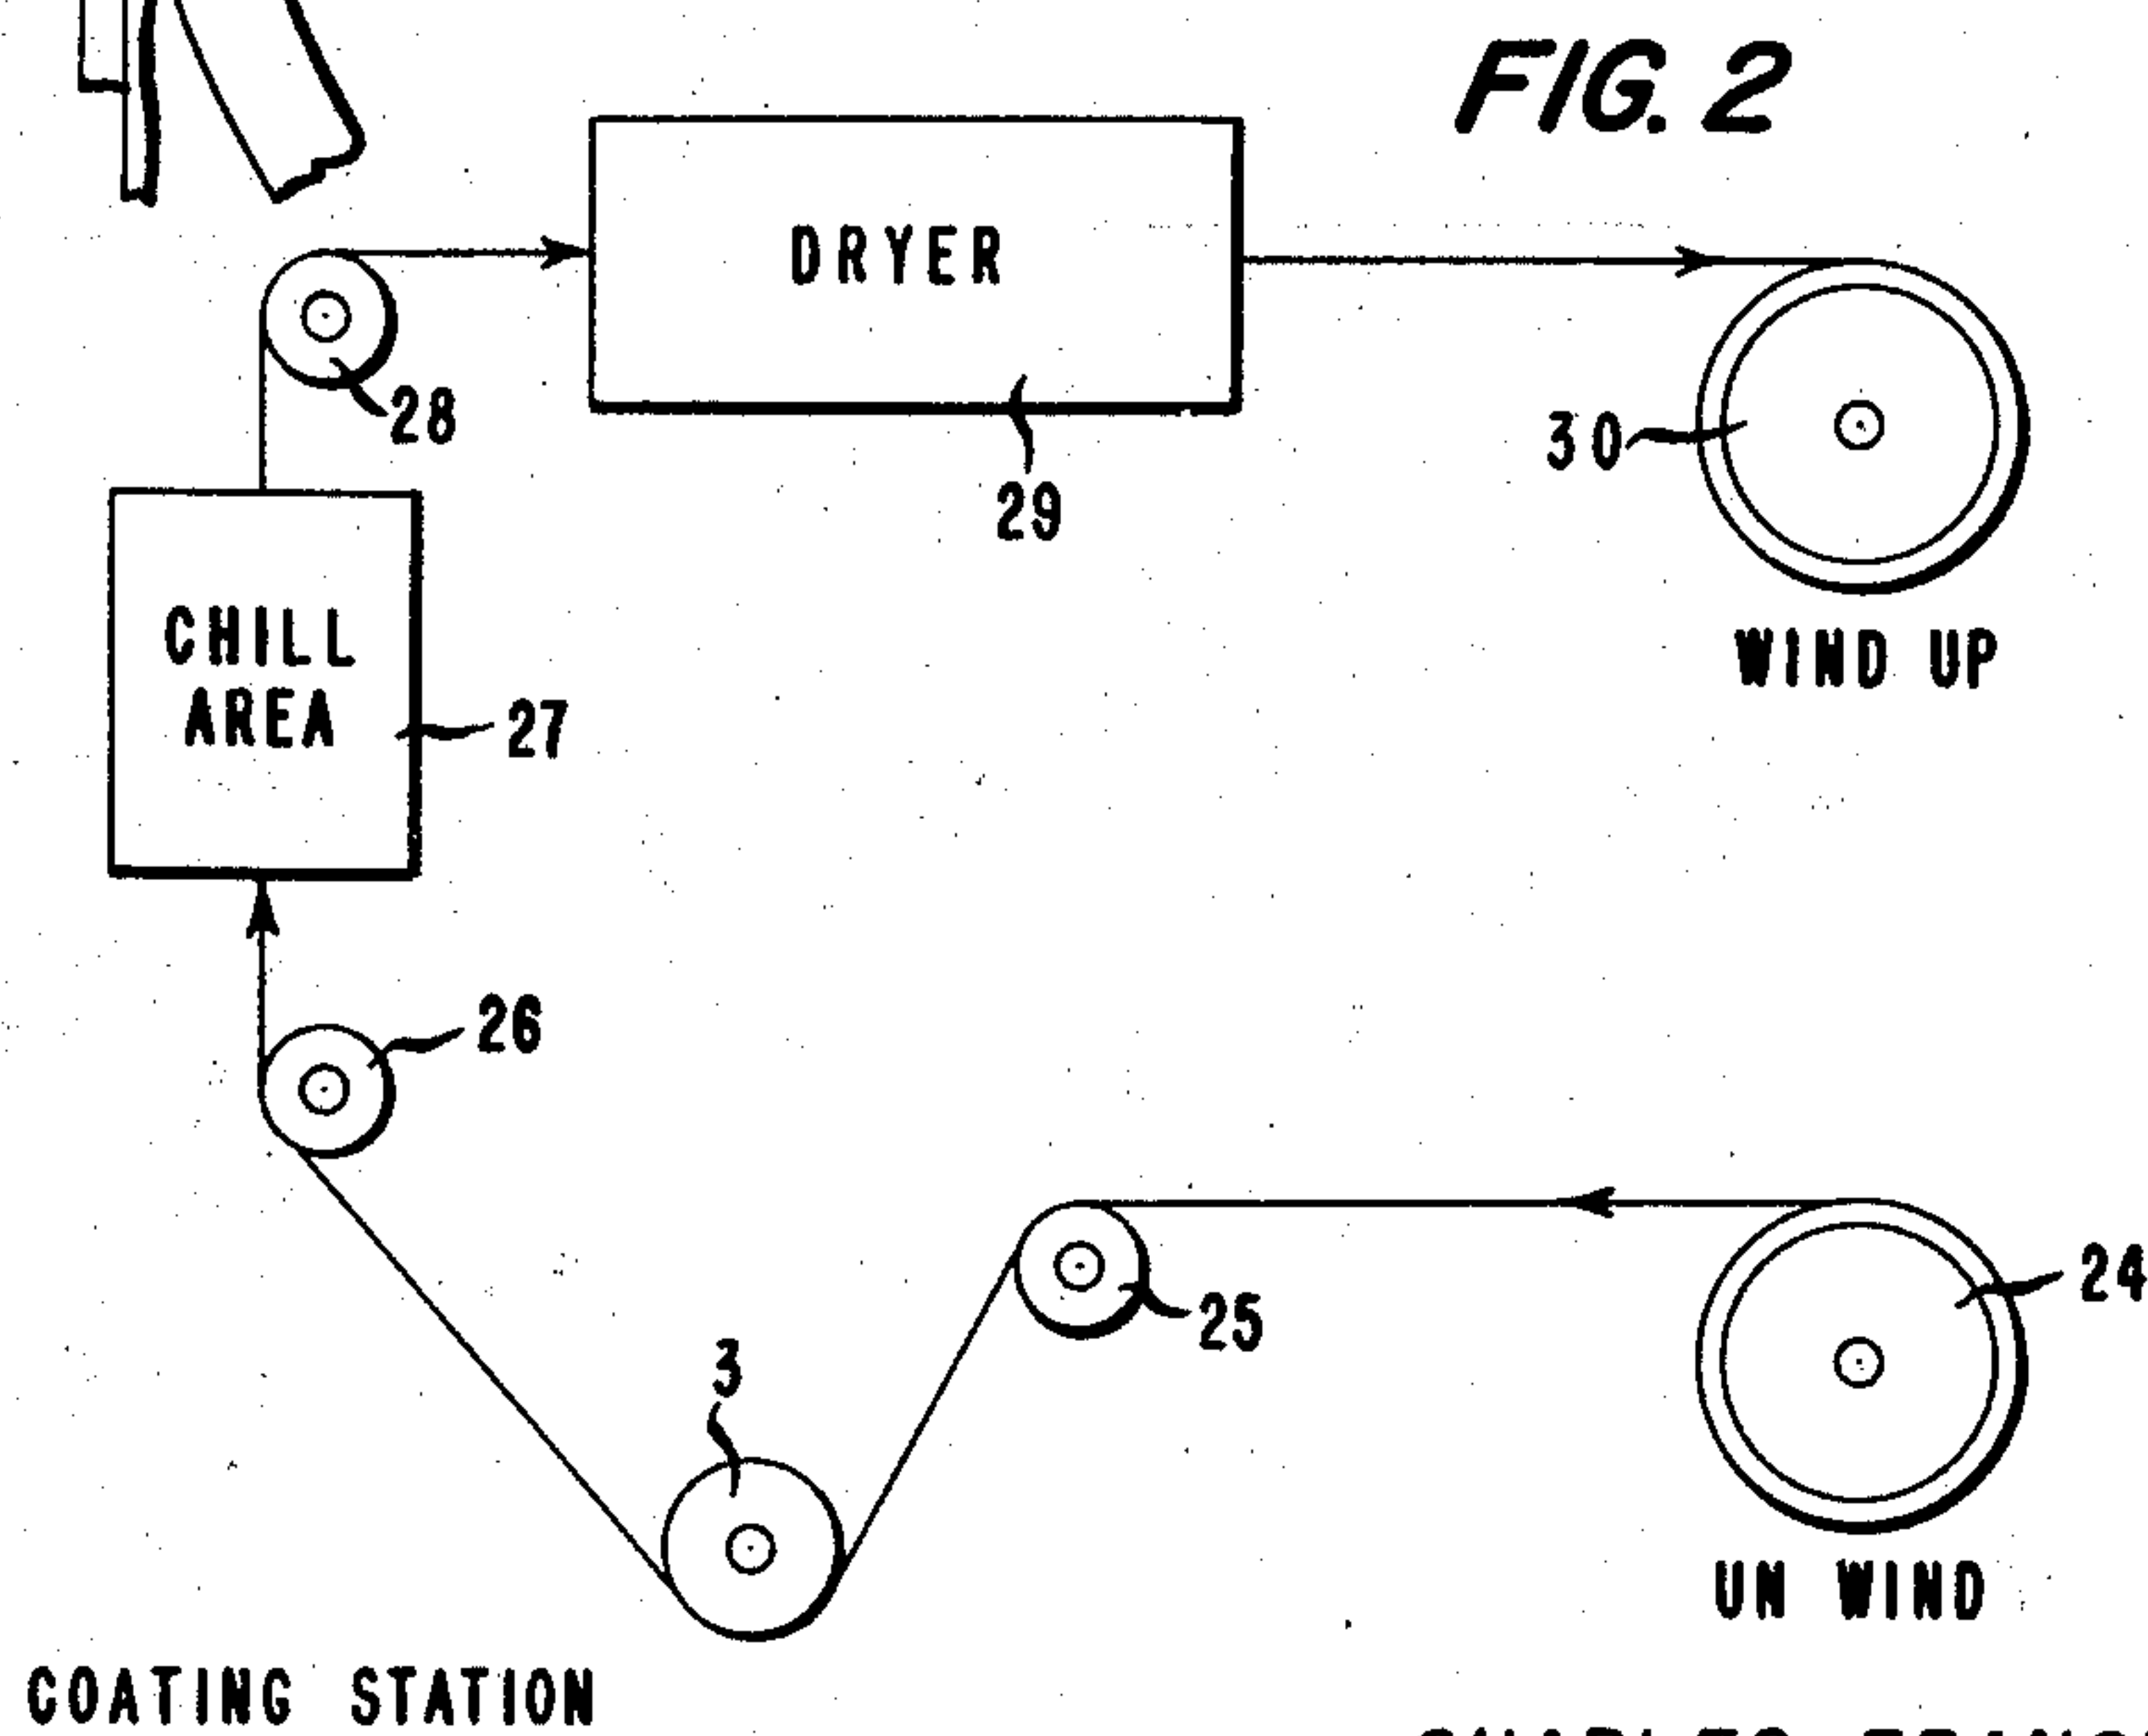 FIG. 2
DRYER
28
30
29
WIND UP
CHILL
AREA
27
26
24
25
3
UN WIND
COATING STATION